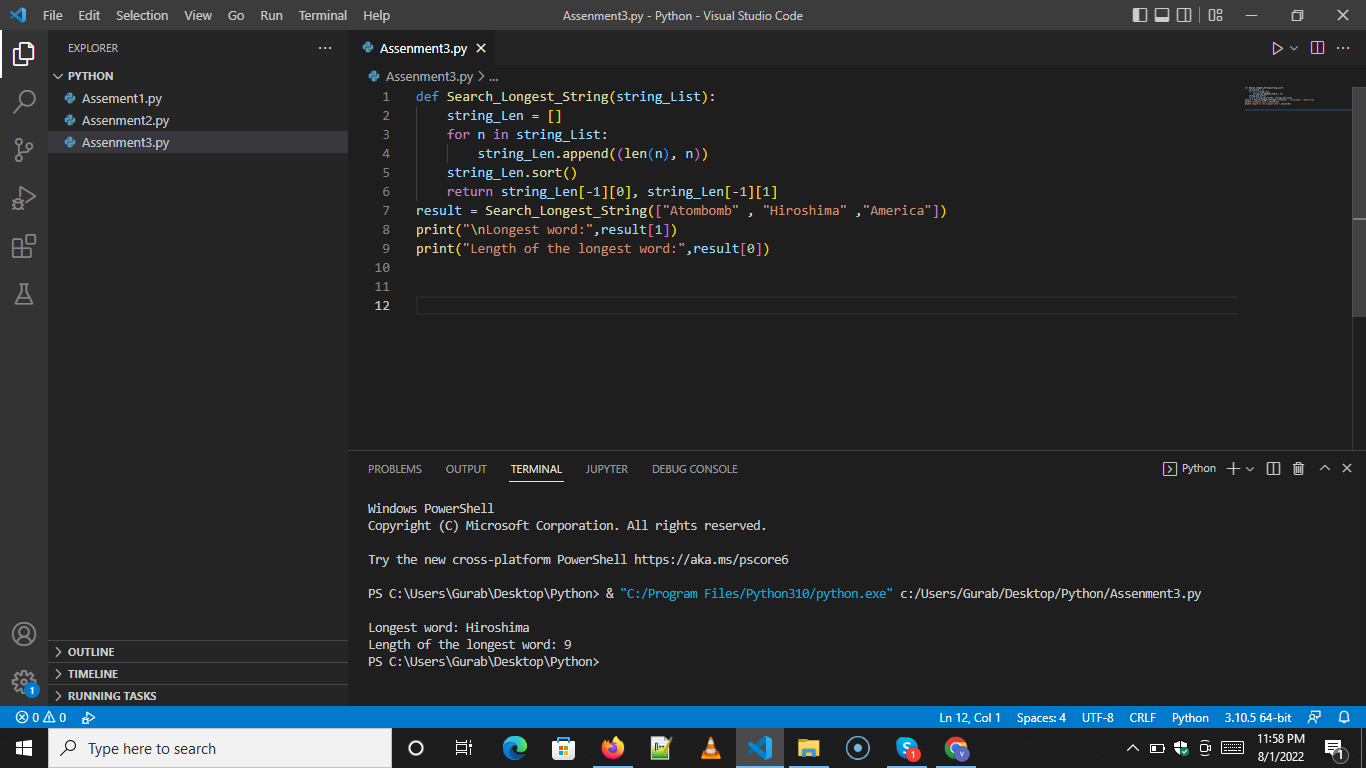 File Edit Selection View Go Run Terminal Help Assenment3.py - Python - Visual Studio Code
EXPLORER
PYTHON
Assement1.py
Assenment2.py
Assenment3.py
OUTLINE
TIMELINE
RUNNING TASKS
1
Assenment3.py
Assenment3.py > ...
1 def Search_Longest_String(string_List):
2 string_Len = []
3 for n in string_List:
4 string_Len.append((len(n), n))
5 string_Len.sort()
6 return string_Len[-1][0], string_Len[-1][1]
7 result = Search_Longest_String(["Atombomb" , "Hiroshima" ,"America"])
8 print("\nLongest word:",result[1])
9 print("Length of the longest word:",result[0])
10
11
12
PROBLEMS OUTPUT TERMINAL JUPYTER DEBUG CONSOLE Python
Windows PowerShell
Copyright (C) Microsoft Corporation. All rights reserved.
Try the new cross-platform PowerShell https://aka.ms/pscore6
PS C:\Users\Gurab\Desktop\Python> & "C:/Program Files/Python310/python.exe" c:/Users/Gurab/Desktop/Python/Assenment3.py
Longest word: Hiroshima
Length of the longest word: 9
PS C:\Users\Gurab\Desktop\Python>
0 0 Ln 12, Col 1 Spaces: 4 UTF-8 CRLF Python 3.10.5 64-bit
Type here to search
1
v
11:58 PM
8/1/2022
1